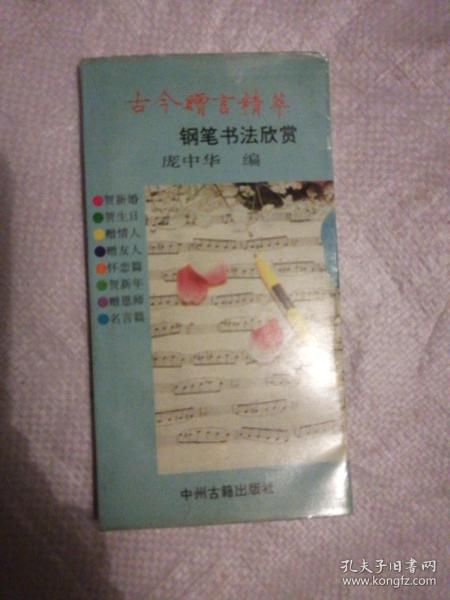 古今赠言精萃
钢笔书法欣赏
庞中华 编
贺新婚
贺生日
赠情人
赠友人
怀恋篇
贺新年
赠恩师
名言篇
中州古籍出版社
孔夫子旧书网
www.kongfz.com